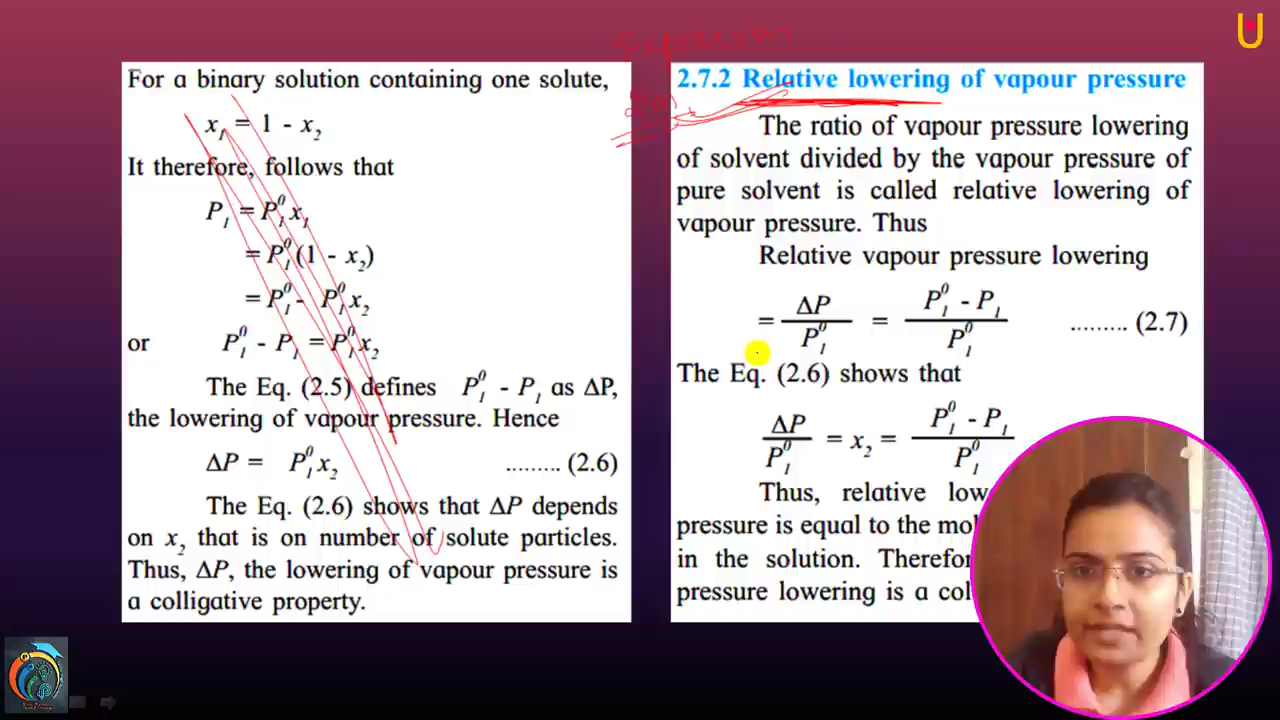 For a binary solution containing one solute,
x₁ = 1 - x₂
It therefore, follows that
P₁ = P₁⁰ x₁
= P₁⁰ (1 - x₂)
= P₁⁰ - P₁⁰ x₂
or P₁⁰ - P₁ = P₁⁰ x₂
The Eq. (2.5) defines P₁⁰ - P₁ as ΔP,
the lowering of vapour pressure. Hence
ΔP = P₁⁰ x₂ ......... (2.6)
The Eq. (2.6) shows that ΔP depends
on x₂ that is on number of solute particles.
Thus, ΔP, the lowering of vapour pressure is
a colligative property.
Expression
for
2.7.2 Relative lowering of vapour pressure
The ratio of vapour pressure lowering
of solvent divided by the vapour pressure of
pure solvent is called relative lowering of
vapour pressure. Thus
Relative vapour pressure lowering
= ΔP / P₁⁰ = P₁⁰ - P₁ / P₁⁰ ......... (2.7)
The Eq. (2.6) shows that
ΔP / P₁⁰ = x₂ = P₁⁰ - P₁ / P₁⁰
Thus, relative
pressure is equal to the
in the solution.
pressure lowering is a
U